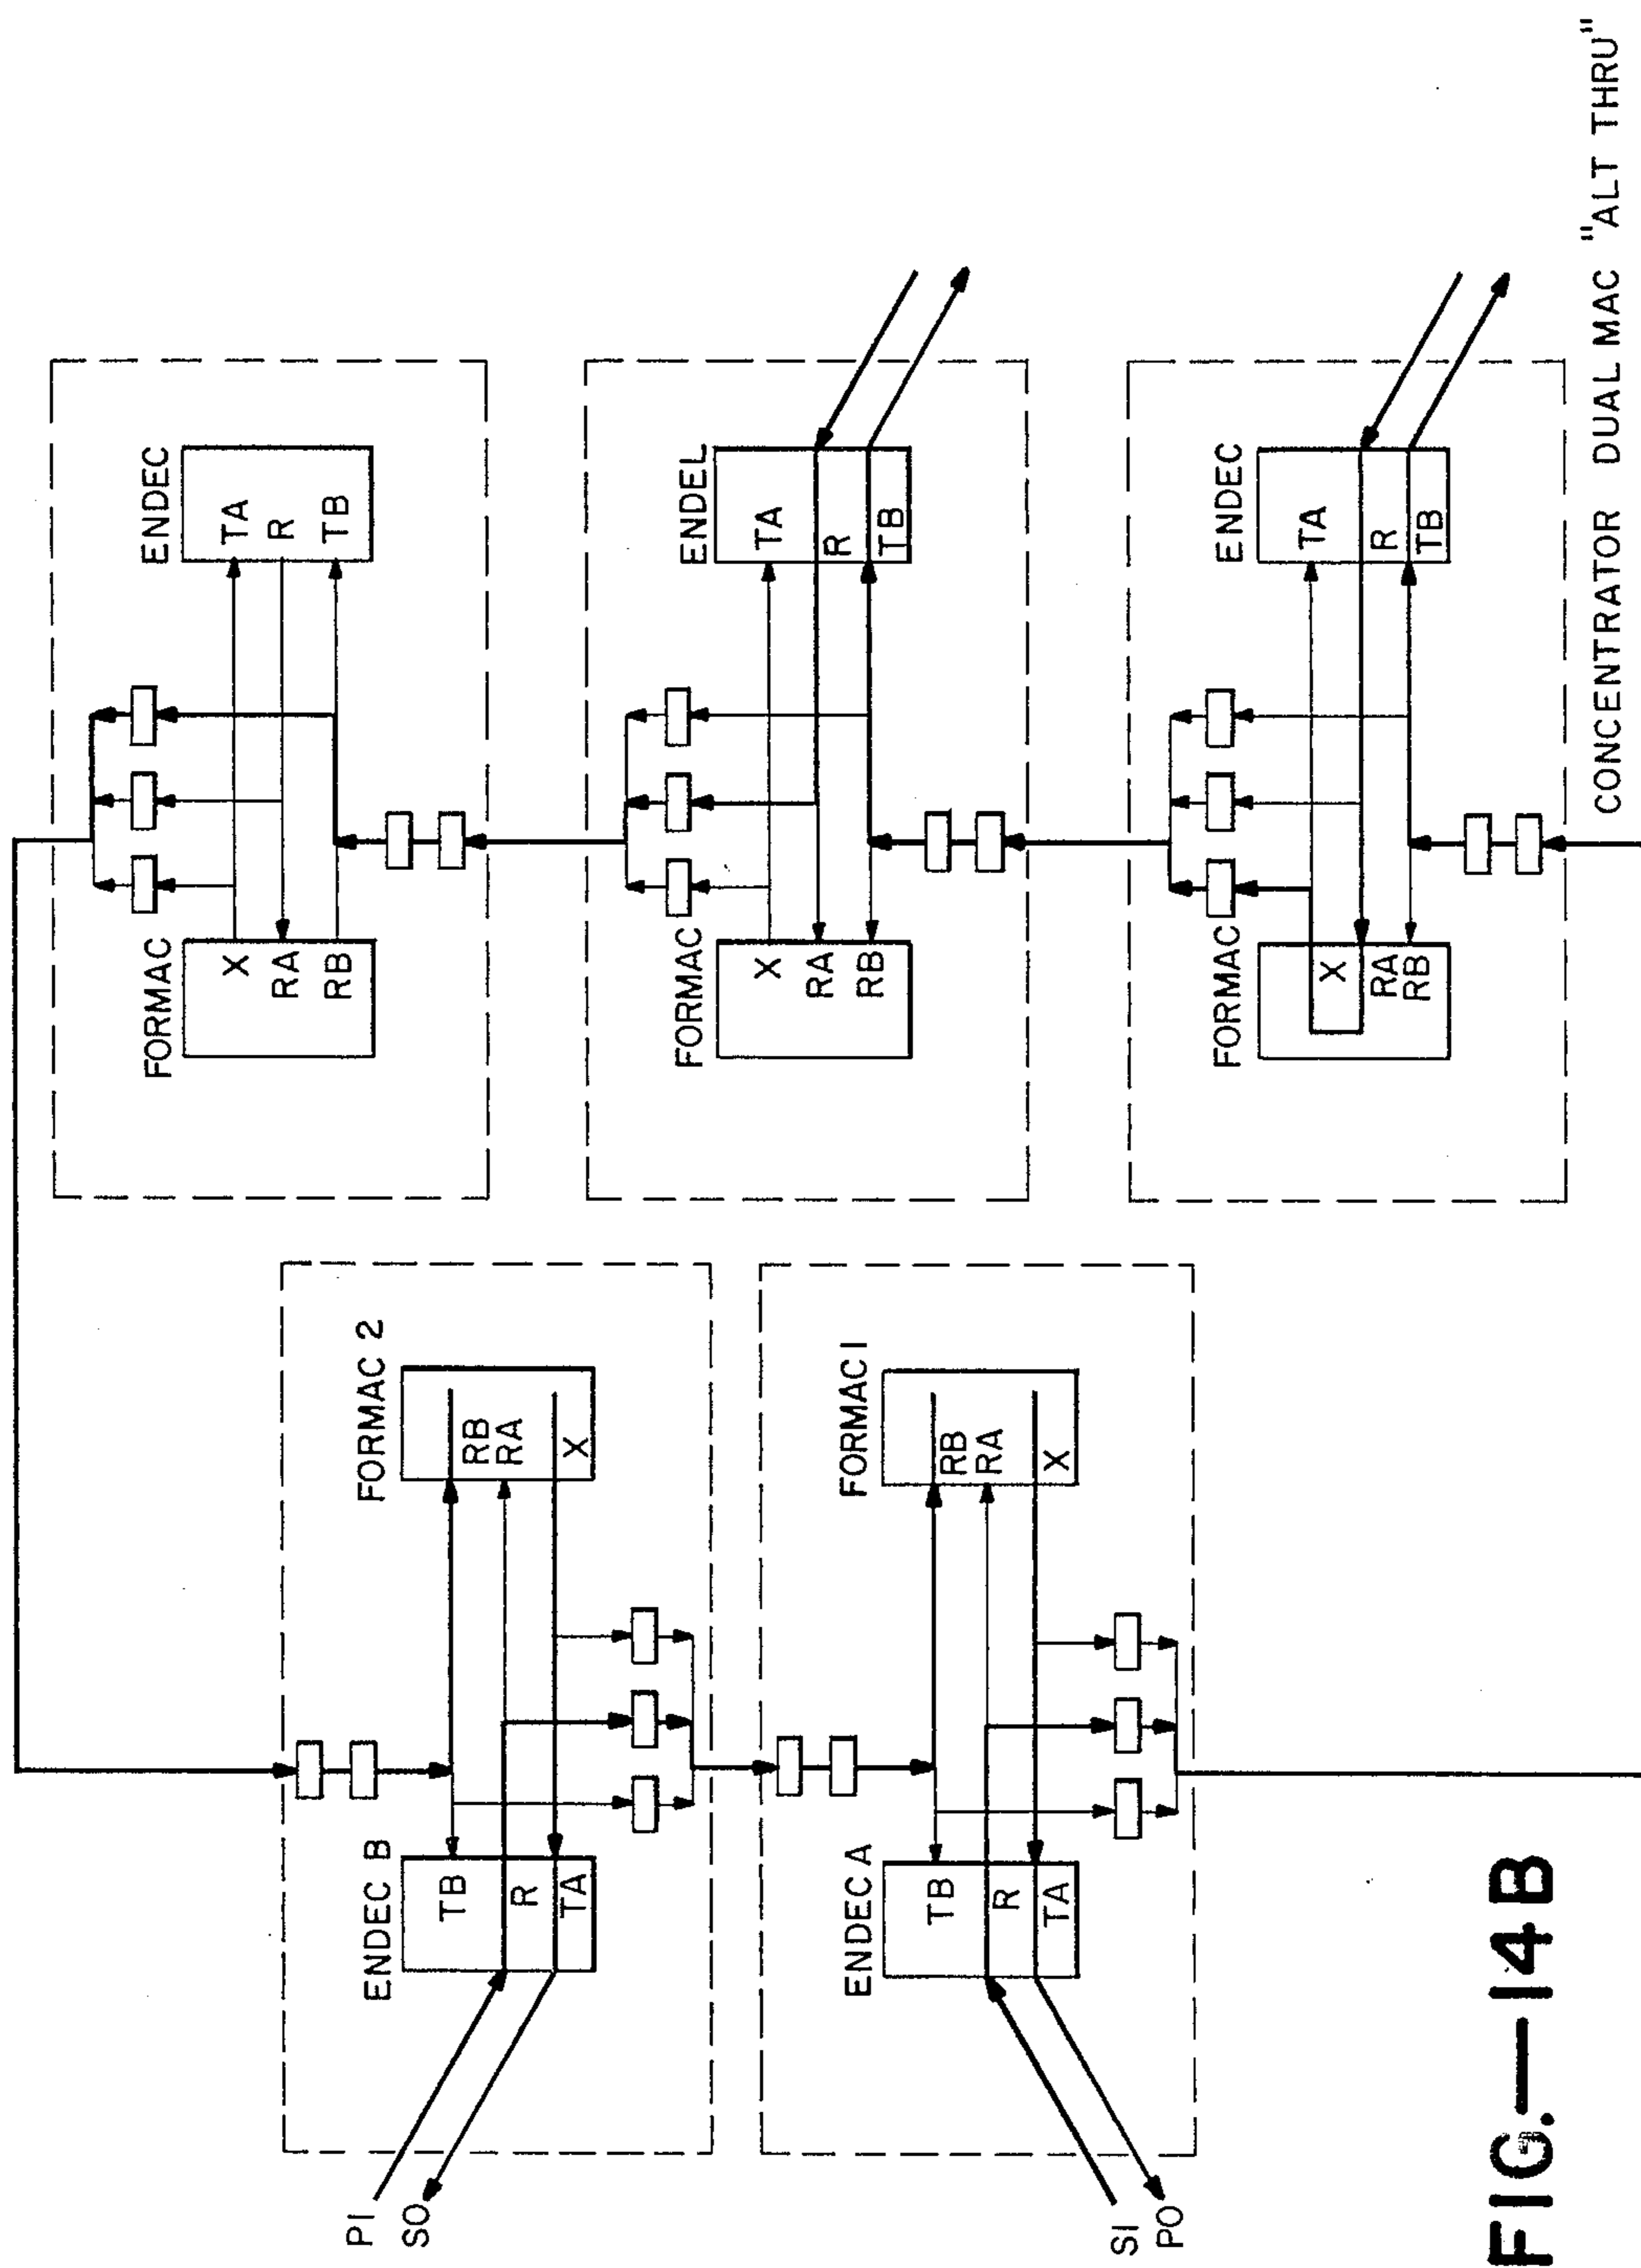 PI
SO
ENDEC B
TB
R
TA
FORMAC 2
RB
RA
X
FORMAC
X
RA
RB
ENDEC
TA
R
TB
SI
PO
ENDEC A
TB
R
TA
FORMAC 1
RB
RA
X
FORMAC
X
RA
RB
ENDEL
TA
R
TB
FORMAC
X
RA
RB
ENDEC
TA
R
TB
CONCENTRATOR DUAL MAC "ALT THRU"
FIG.—14B